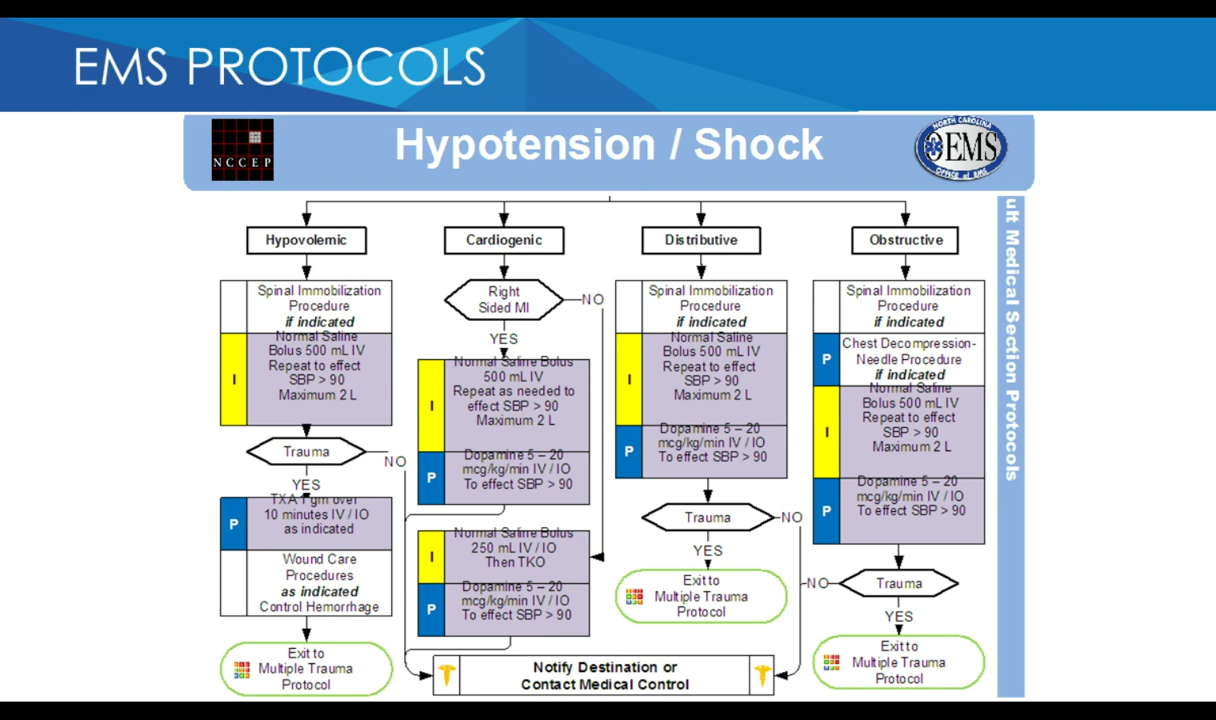 EMS PROTOCOLS
NCCEP
Hypotension / Shock
NORTH CAROLINA
EMS
OFFICE of EMS
ult Medical Section Protocols
Hypovolemic
Spinal Immobilization
Procedure
if indicated
I
Normal Saline
Bolus 500 mL IV
Repeat to effect
SBP > 90
Maximum 2 L
Trauma
NO
YES
P
TXA 1 gm over
10 minutes IV / IO
as indicated
Wound Care
Procedures
as indicated
Control Hemorrhage
Exit to
Multiple Trauma
Protocol
Cardiogenic
Right
Sided MI
NO
YES
I
Normal Saline Bolus
500 mL IV
Repeat as needed to
effect SBP > 90
Maximum 2 L
P
Dopamine 5 – 20
mcg/kg/min IV / IO
To effect SBP > 90
I
Normal Saline Bolus
250 mL IV / IO
Then TKO
P
Dopamine 5 – 20
mcg/kg/min IV / IO
To effect SBP > 90
Distributive
Spinal Immobilization
Procedure
if indicated
I
Normal Saline
Bolus 500 mL IV
Repeat to effect
SBP > 90
Maximum 2 L
P
Dopamine 5 – 20
mcg/kg/min IV / IO
To effect SBP > 90
Trauma
NO
YES
Exit to
Multiple Trauma
Protocol
Obstructive
Spinal Immobilization
Procedure
if indicated
P
Chest Decompression-
Needle Procedure
if indicated
I
Normal Saline
Bolus 500 mL IV
Repeat to effect
SBP > 90
Maximum 2 L
P
Dopamine 5 – 20
mcg/kg/min IV / IO
To effect SBP > 90
NO
Trauma
YES
Exit to
Multiple Trauma
Protocol
Notify Destination or
Contact Medical Control